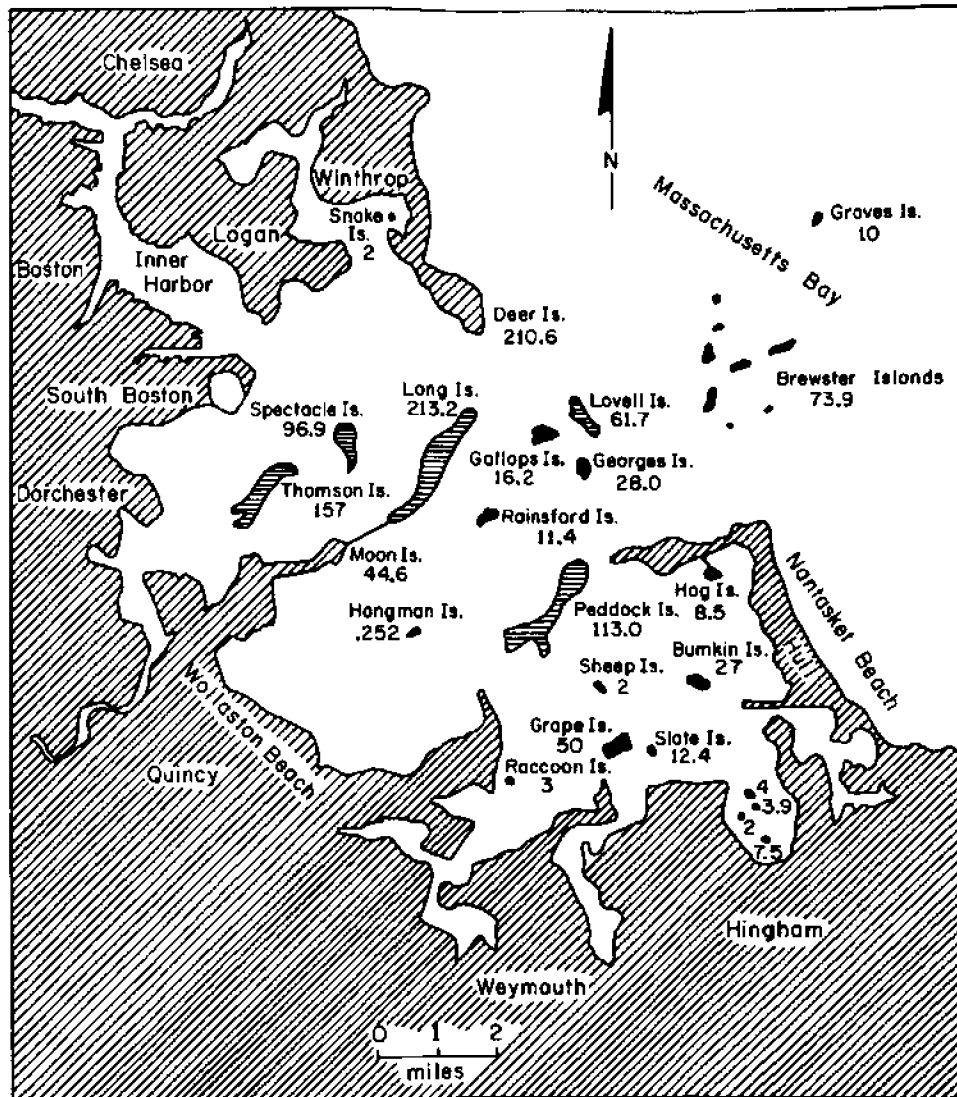 Chelsea
Winthrop
N
Massachusetts Bay
Graves Is.
10
Snake
Is.
2
Logan
Boston
Inner
Harbor
Deer Is.
210.6
South Boston
Long Is.
213.2
Lovell Is.
61.7
Brewster Islands
73.9
Spectacle Is.
96.9
Gallops Is.
16.2
Georges Is.
28.0
Dorchester
Thomson Is.
157
Rainsford Is.
11.4
Moon Is.
44.6
Hog Is.
8.5
Nantasket Beach
Hangman Is.
.252
Peddock Is.
113.0
Hull
Bumkin Is.
27
Sheep Is.
2
Wollaston Beach
Grape Is.
50
Slate Is.
12.4
Quincy
Raccoon Is.
3
4
3.9
2
7.5
Hingham
Weymouth
0 1 2
miles